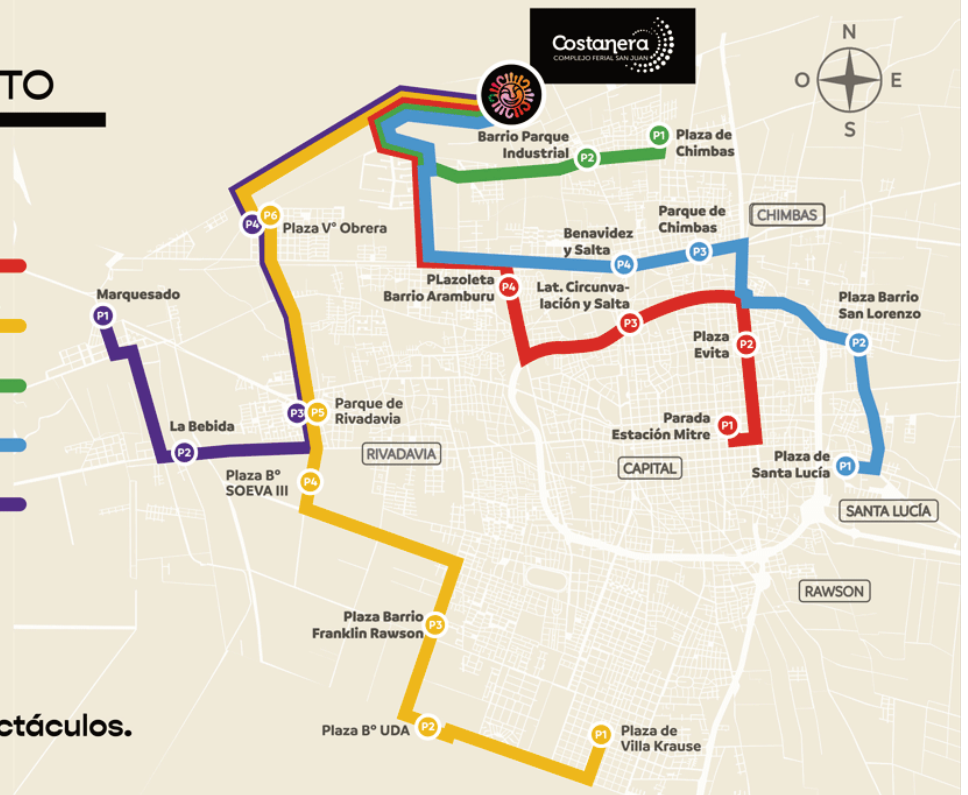 TO
Costanera
COMPLEJO FERIAL SAN JUAN
N
O
E
S
Barrio Parque
Industrial
P2
P1
Plaza de
Chimbas
P4
P6
Plaza V° Obrera
Parque de
Chimbas
P3
CHIMBAS
Benavidez
y Salta
P4
PLazoleta
Barrio Aramburu
P4
Lat. Circunva-
lación y Salta
P3
Marquesado
P1
Plaza Barrio
San Lorenzo
P2
Plaza
Evita
P2
P3
P5
Parque de
Rivadavia
La Bebida
P2
RIVADAVIA
Parada
Estación Mitre
P1
CAPITAL
Plaza de
Santa Lucía
P1
Plaza B°
SOEVA III
P4
SANTA LUCÍA
RAWSON
Plaza Barrio
Franklin Rawson
P3
ctáculos.
Plaza B° UDA
P2
P1
Plaza de
Villa Krause